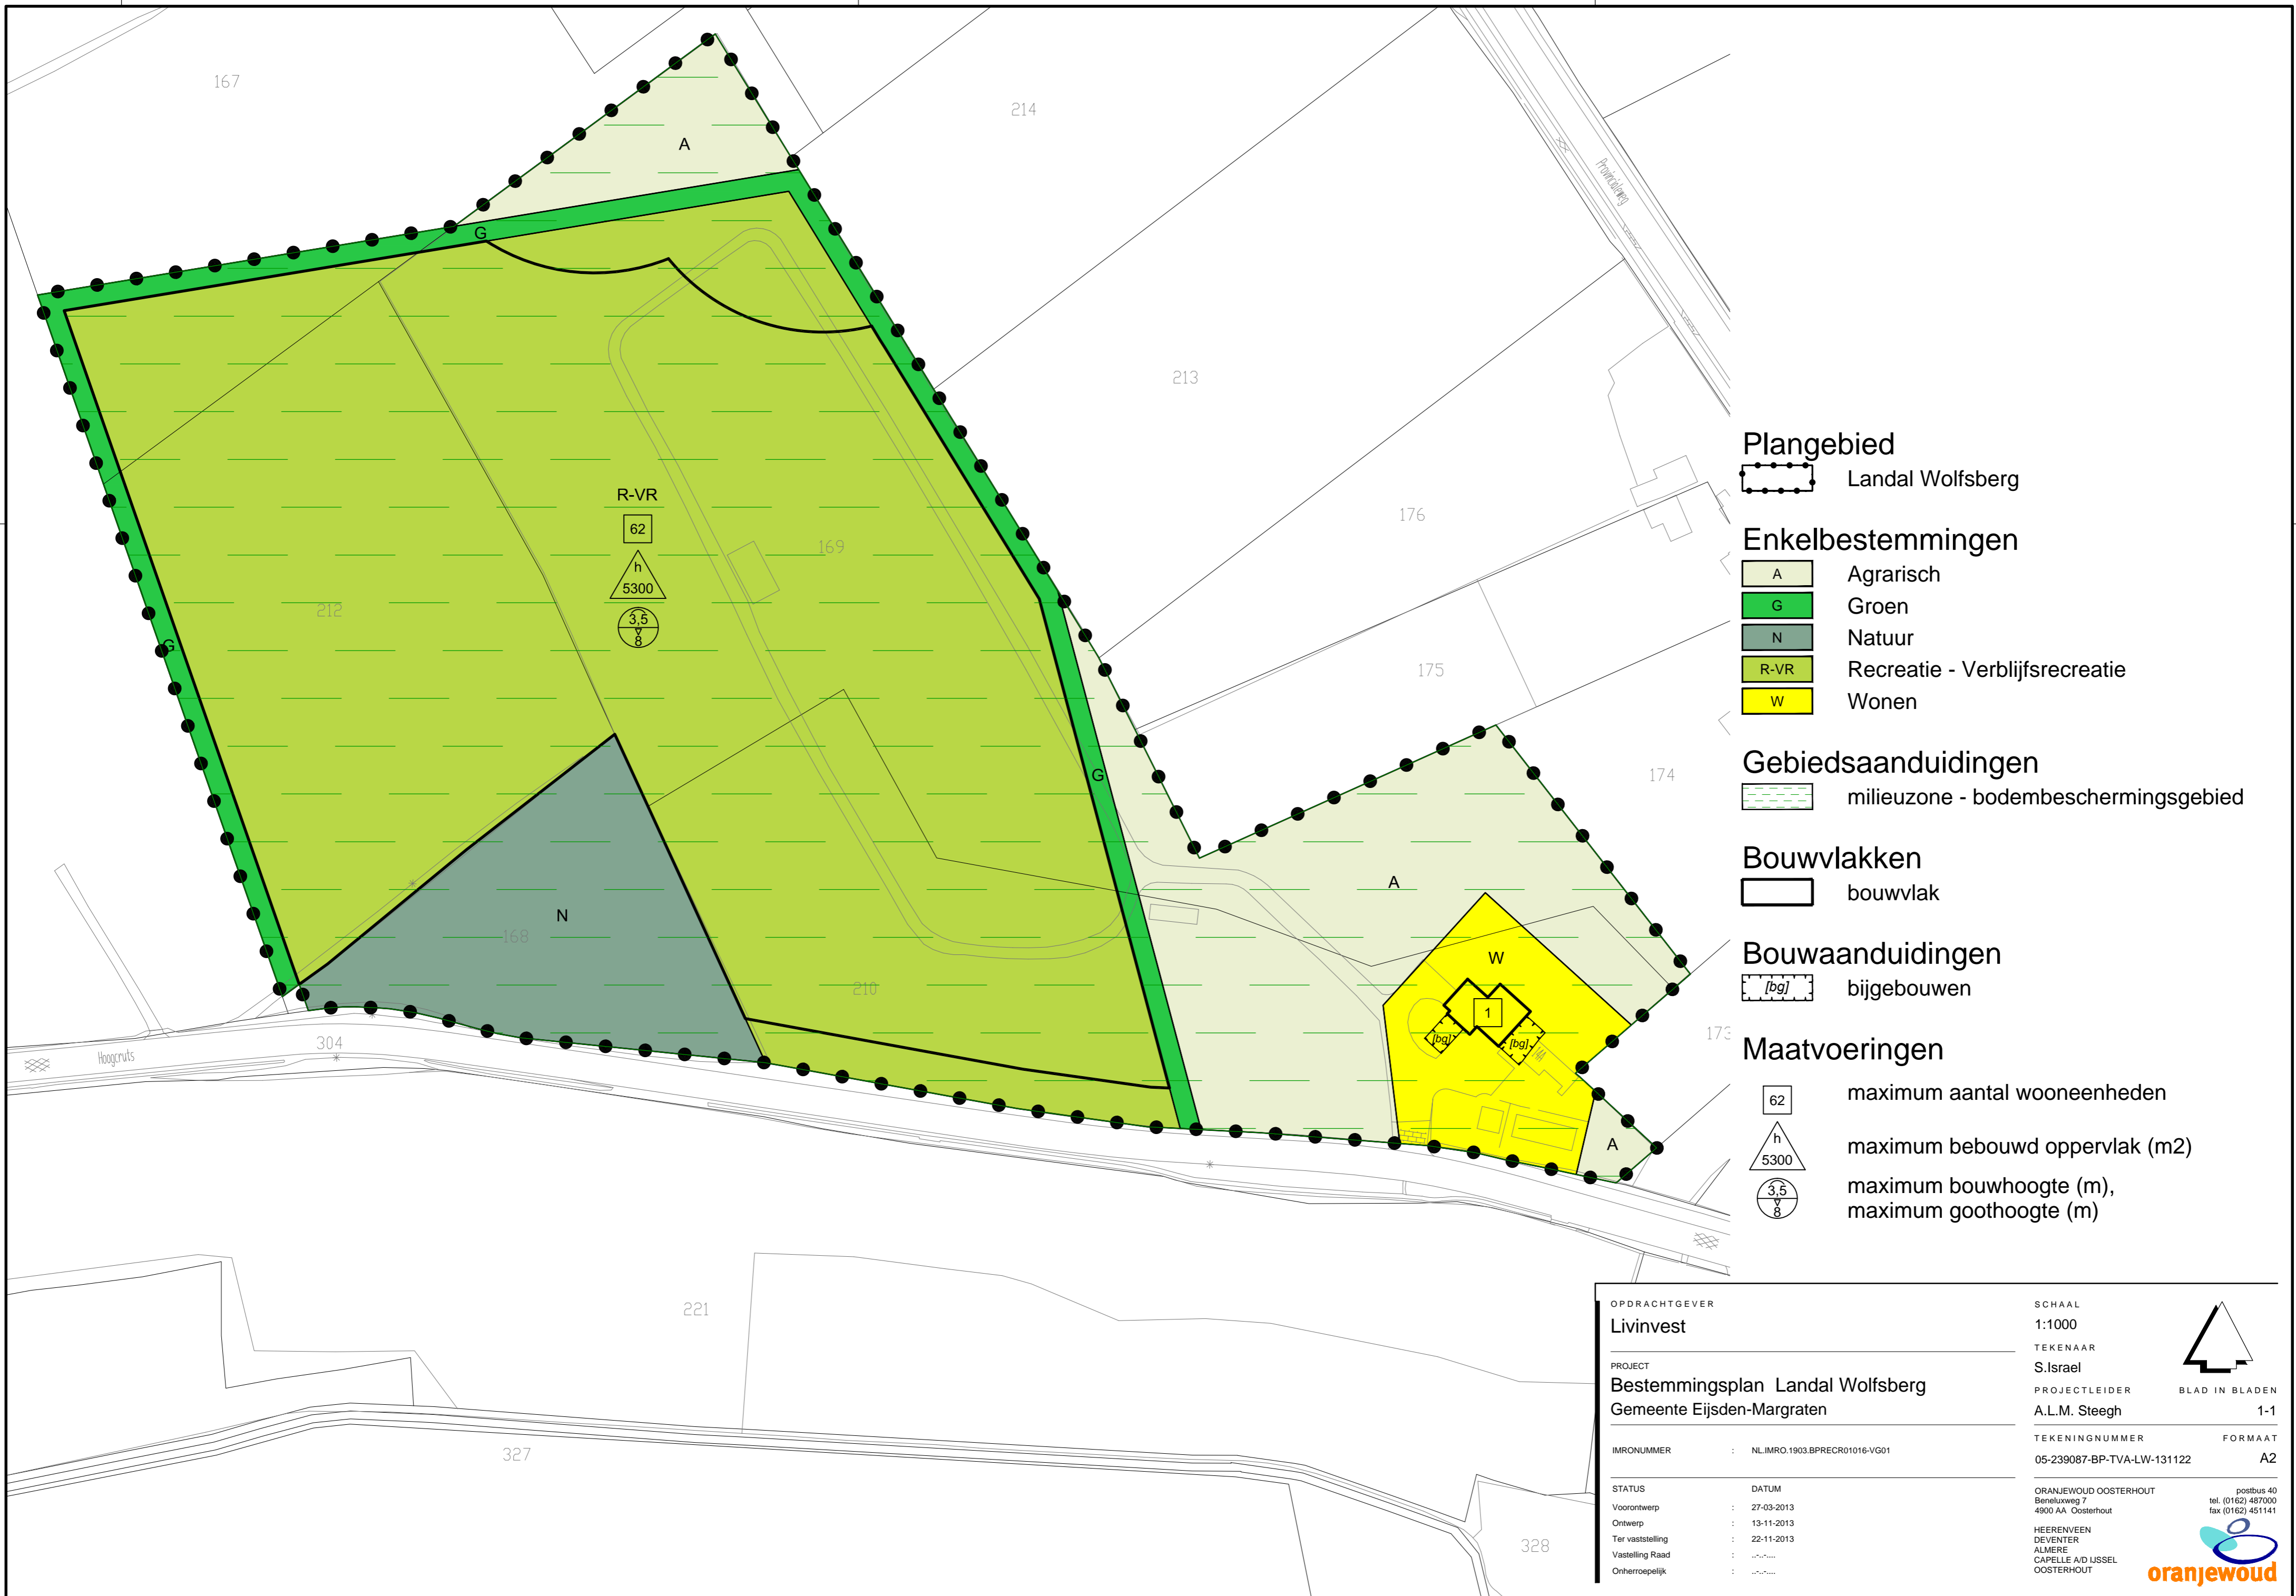 167
214
A
Provincialeweg
G
213
R-VR
62
h
5300
3,5
8
169
212
G
176
175
174
G
A
N
168
210
W
1
[bg]
[bg]
14A
173
A
304
Hoogcruts
221
327
328
Plangebied
Landal Wolfsberg
Enkelbestemmingen
A Agrarisch
G Groen
N Natuur
R-VR Recreatie - Verblijfsrecreatie
W Wonen
Gebiedsaanduidingen
milieuzone - bodembeschermingsgebied
Bouwvlakken
bouwvlak
Bouwaanduidingen
[bg] bijgebouwen
Maatvoeringen
62 maximum aantal wooneenheden
h
5300 maximum bebouwd oppervlak (m2)
3,5 maximum bouwhoogte (m),
8 maximum goothoogte (m)
OPDRACHTGEVER
Livinvest
PROJECT
Bestemmingsplan Landal Wolfsberg
Gemeente Eijsden-Margraten
IMRONUMMER : NL.IMRO.1903.BPRECR01016-VG01
STATUS DATUM
Voorontwerp : 27-03-2013
Ontwerp : 13-11-2013
Ter vaststelling : 22-11-2013
Vastelling Raad : ..-..-....
Onherroepelijk : ..-..-....
SCHAAL
1:1000
TEKENAAR
S.Israel
PROJECTLEIDER BLAD IN BLADEN
A.L.M. Steegh 1-1
TEKENINGNUMMER FORMAAT
05-239087-BP-TVA-LW-131122 A2
ORANJEWOUD OOSTERHOUT postbus 40
Beneluxweg 7 tel. (0162) 487000
4900 AA Oosterhout fax (0162) 451141
HEERENVEEN
DEVENTER
ALMERE
CAPELLE A/D IJSSEL
OOSTERHOUT
oranjewoud